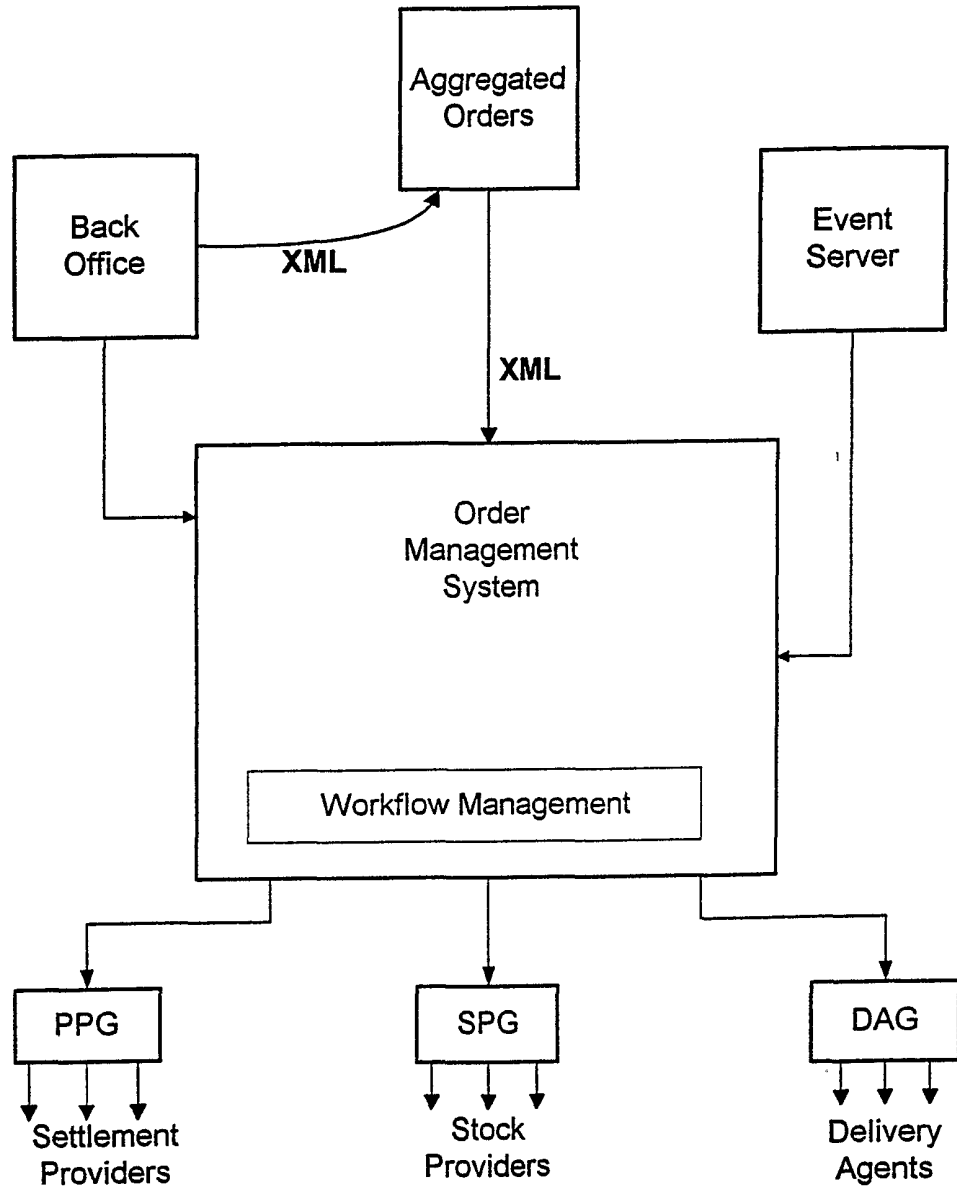 Aggregated
Orders
Back
Office
Event
Server
XML
XML
Order
Management
System
Workflow Management
PPG
SPG
DAG
Settlement
Providers
Stock
Providers
Delivery
Agents